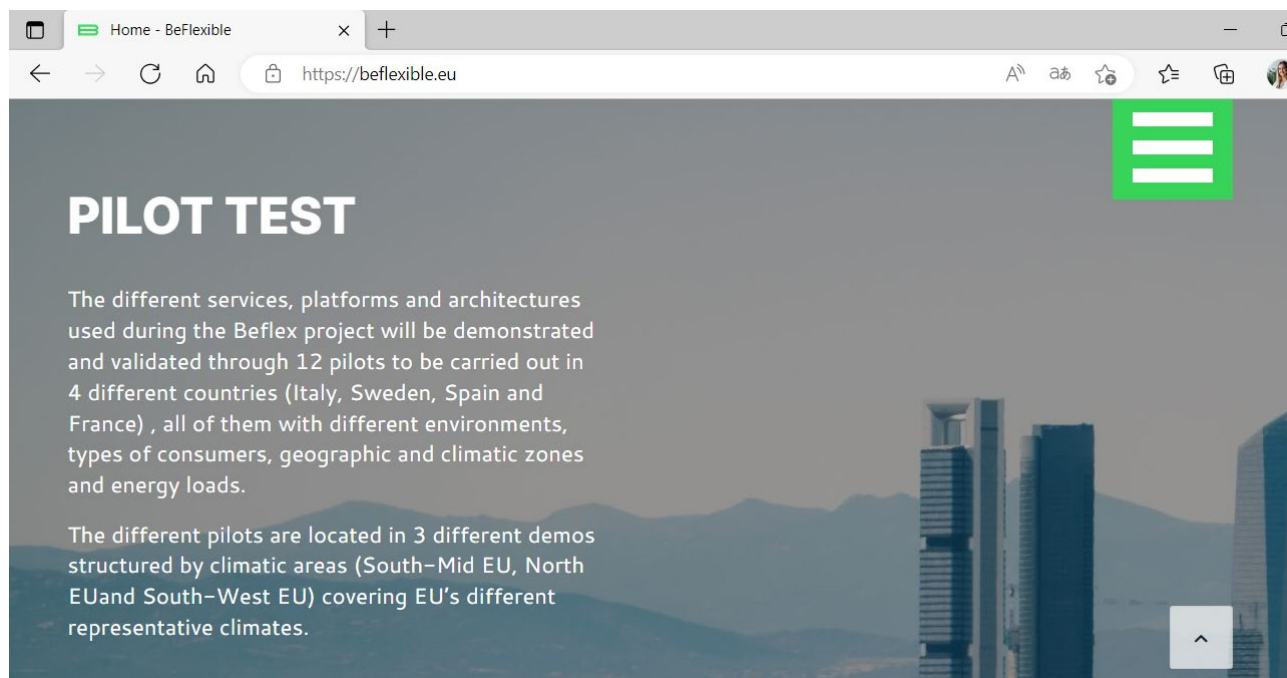 Home - BeFlexible
https://beflexible.eu
PILOT TEST
The different services, platforms and architectures
used during the Beflex project will be demonstrated
and validated through 12 pilots to be carried out in
4 different countries (Italy, Sweden, Spain and
France) , all of them with different environments,
types of consumers, geographic and climatic zones
and energy loads.
The different pilots are located in 3 different demos
structured by climatic areas (South-Mid EU, North
EUand South-West EU) covering EU's different
representative climates.